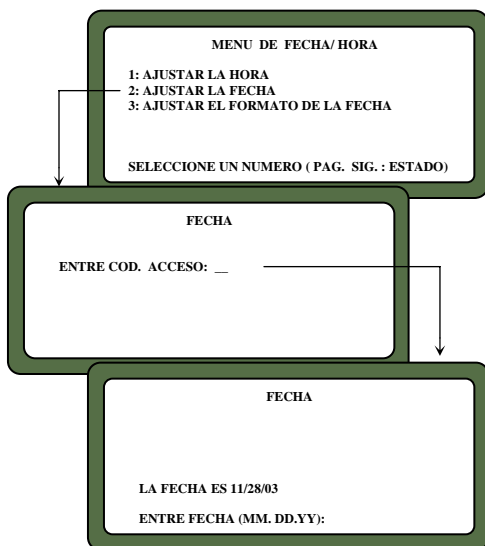 MENU DE FECHA/ HORA
1: AJUSTAR LA HORA
2: AJUSTAR LA FECHA
3: AJUSTAR EL FORMATO DE LA FECHA
SELECCIONE UN NUMERO ( PAG. SIG. : ESTADO)
FECHA
ENTRE COD. ACCESO: __
FECHA
LA FECHA ES 11/28/03
ENTRE FECHA (MM. DD.YY):